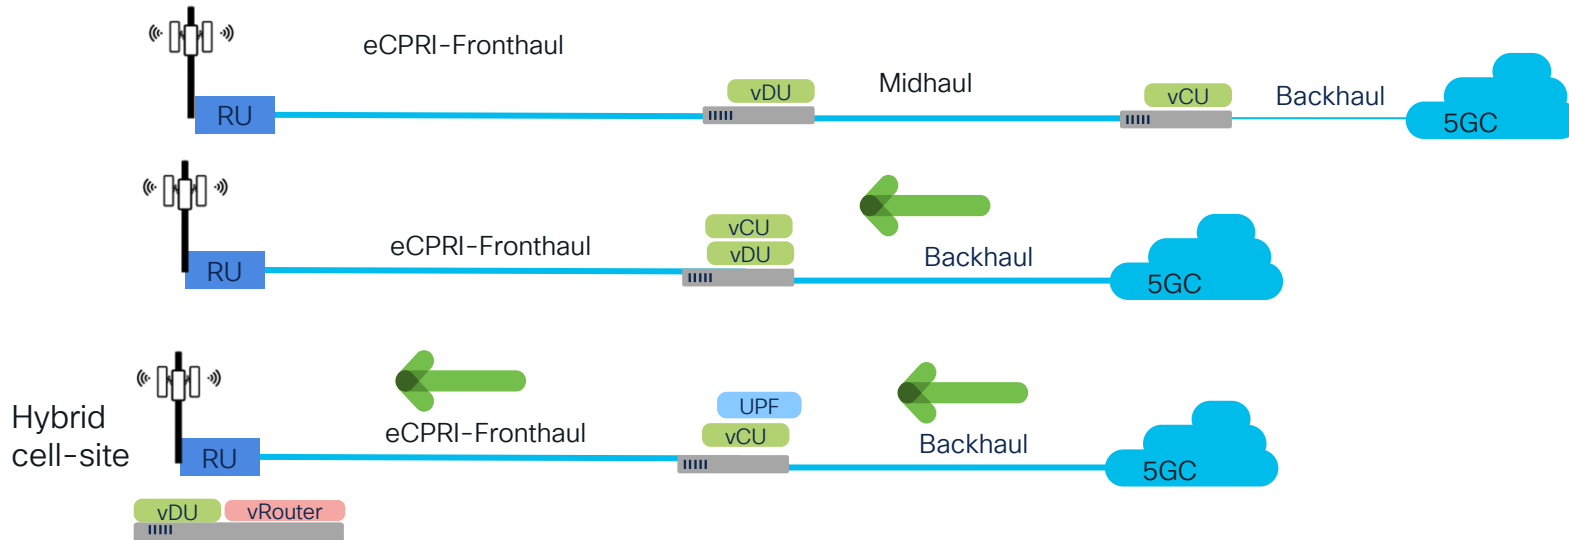 eCPRI-Fronthaul
vDU
Midhaul
vCU
Backhaul
RU
5GC
vCU
eCPRI-Fronthaul
vDU
Backhaul
RU
5GC
Hybrid
cell-site
UPF
eCPRI-Fronthaul
vCU
Backhaul
RU
5GC
vDU
vRouter